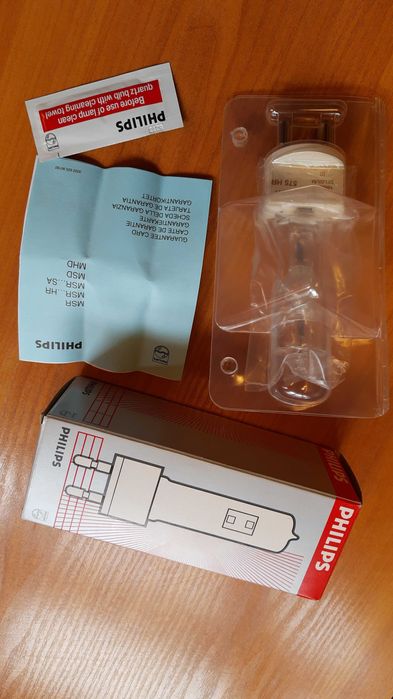 Before use of lamp clean
quartz bulb with cleaning towel
PHILIPS
GUARANTEE CARD
CARTE DE GARANTIE
GARANTIEKARTE
SCHEDA DELLA GARANZIA
TARJETA DE GARANTIA
GARANTIKORTET
MSR
MSR...HR
MSR...SA
MSD
MHD
PHILIPS
575 HR
PHILIPS
PHILIPS
PHILIPS